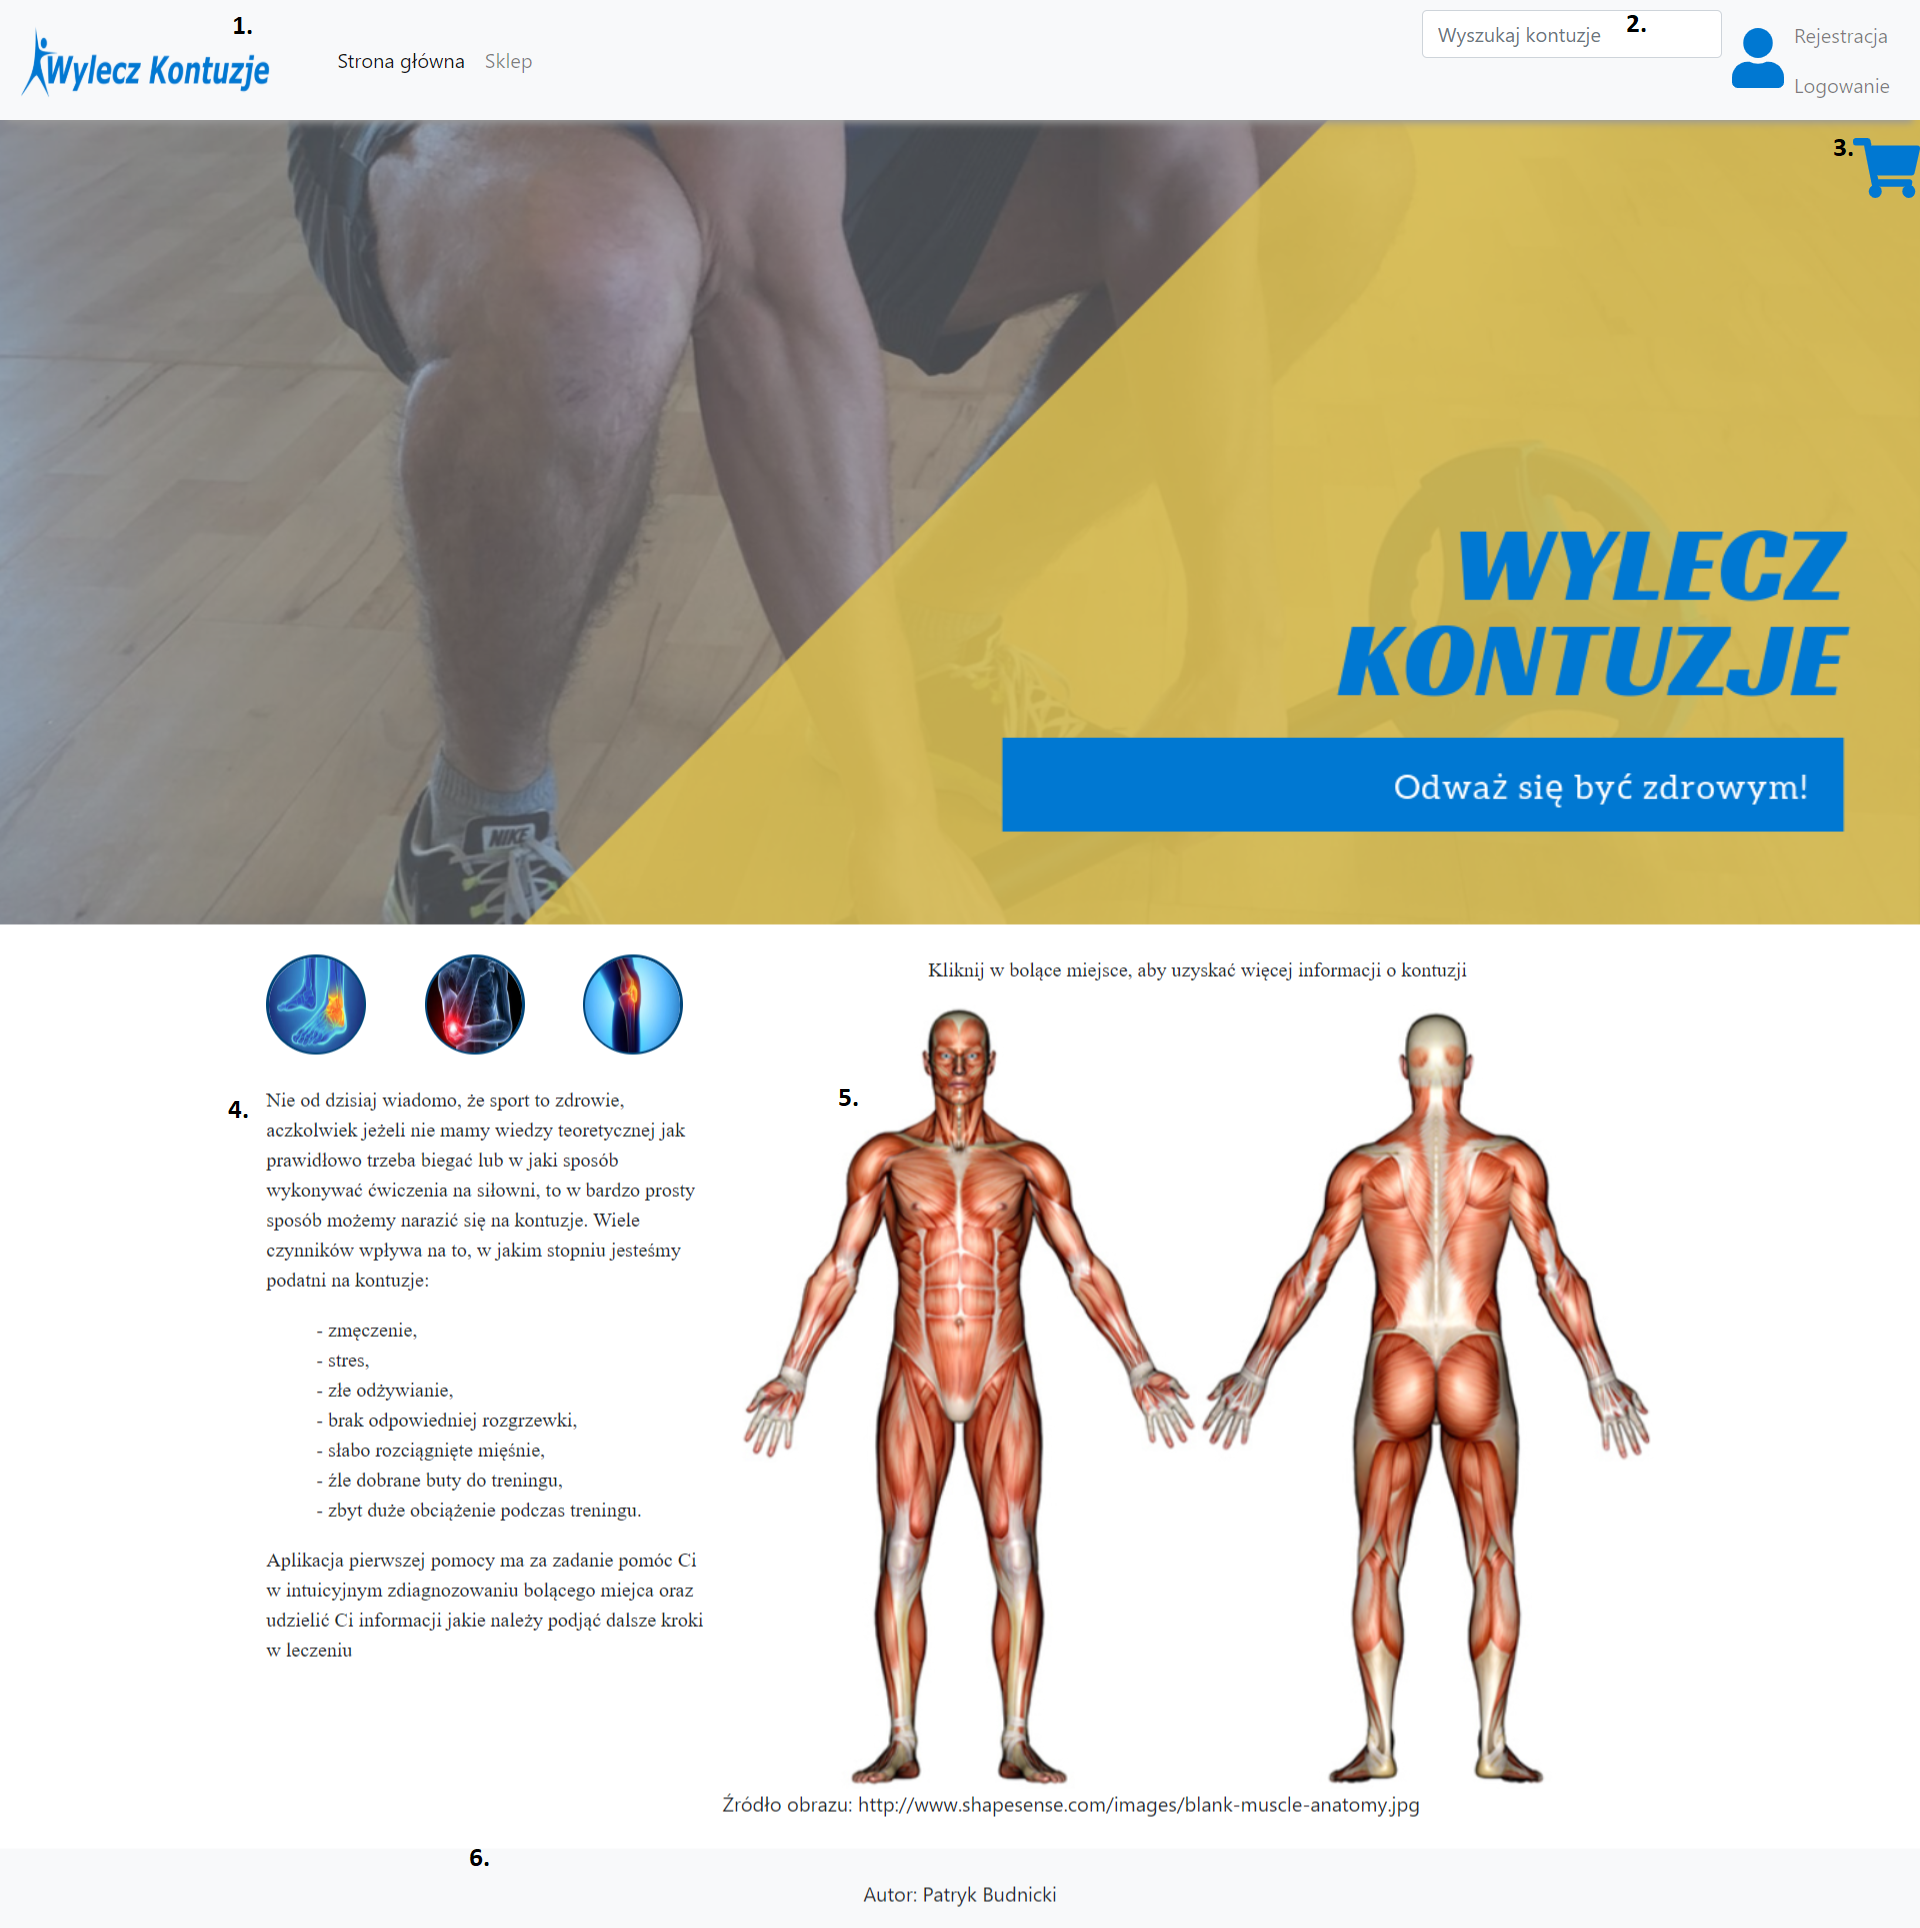 1.
Wylecz Kontuzje
Strona główna Sklep
Wyszukaj kontuzje 2.
Rejestracja
Logowanie
3.
WYLECZ
KONTUZJE
Odważ się być zdrowym!
NIKE
4.
Nie od dzisiaj wiadomo, że sport to zdrowie,
aczkolwiek jeżeli nie mamy wiedzy teoretycznej jak
prawidłowo trzeba biegać lub w jaki sposób
wykonywać ćwiczenia na siłowni, to w bardzo prosty
sposób możemy narazić się na kontuzje. Wiele
czynników wpływa na to, w jakim stopniu jesteśmy
podatni na kontuzje:
- zmęczenie,
- stres,
- złe odżywianie,
- brak odpowiedniej rozgrzewki,
- słabo rozciągnięte mięśnie,
- źle dobrane buty do treningu,
- zbyt duże obciążenie podczas treningu.
Aplikacja pierwszej pomocy ma za zadanie pomóc Ci
w intuicyjnym zdiagnozowaniu bolącego miejca oraz
udzielić Ci informacji jakie należy podjąć dalsze kroki
w leczeniu
Kliknij w bolące miejsce, aby uzyskać więcej informacji o kontuzji
5.
Źródło obrazu: http://www.shapesense.com/images/blank-muscle-anatomy.jpg
6.
Autor: Patryk Budnicki